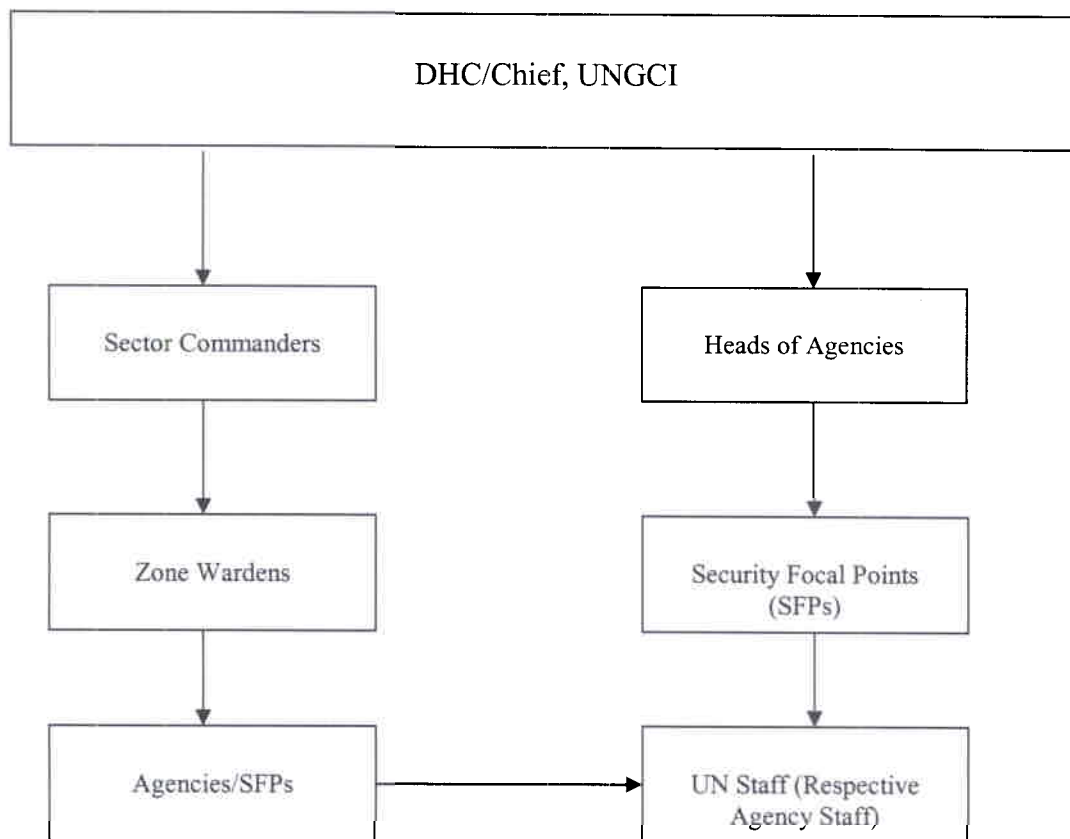 DHC/Chief, UNGCI
Sector Commanders
Heads of Agencies
Zone Wardens
Security Focal Points
(SFPs)
Agencies/SFPs
UN Staff (Respective
Agency Staff)